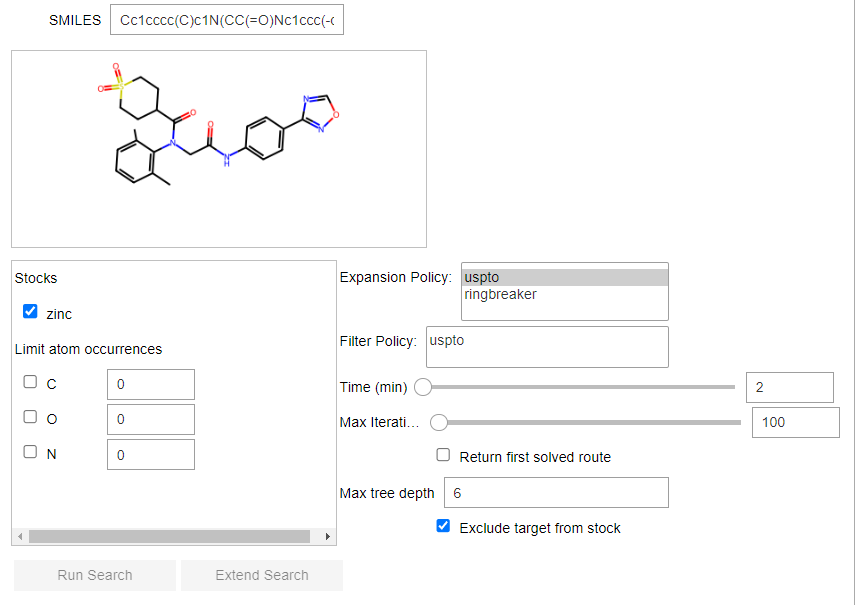 SMILES Cc1cccc(C)c1N(CC(=O)Nc1ccc(-c
O
O
S
O
O
N
N
H
N
O
N
Stocks
zinc
Limit atom occurrences
C 0
O 0
N 0
Expansion Policy: uspto
ringbreaker
Filter Policy: uspto
Time (min) 2
Max Iterati... 100
Return first solved route
Max tree depth 6
Exclude target from stock
Run Search Extend Search